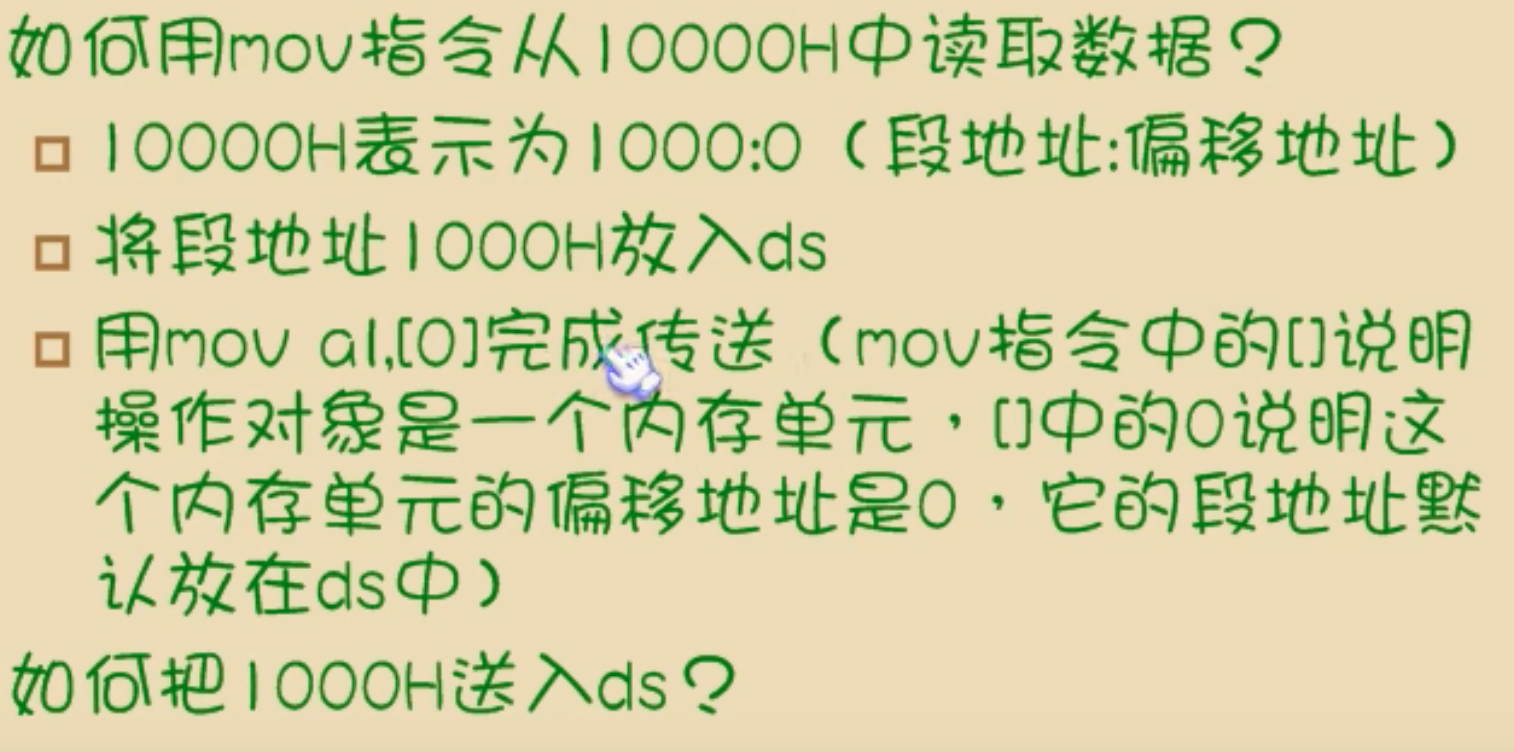 如何用mov指令从10000H中读取数据？
10000H表示为1000:0（段地址:偏移地址）
将段地址1000H放入ds
用mov al,[0]完成传送（mov指令中的[]说明
操作对象是一个内存单元，[]中的0说明这
个内存单元的偏移地址是0，它的段地址默
认放在ds中）
如何把1000H送入ds？